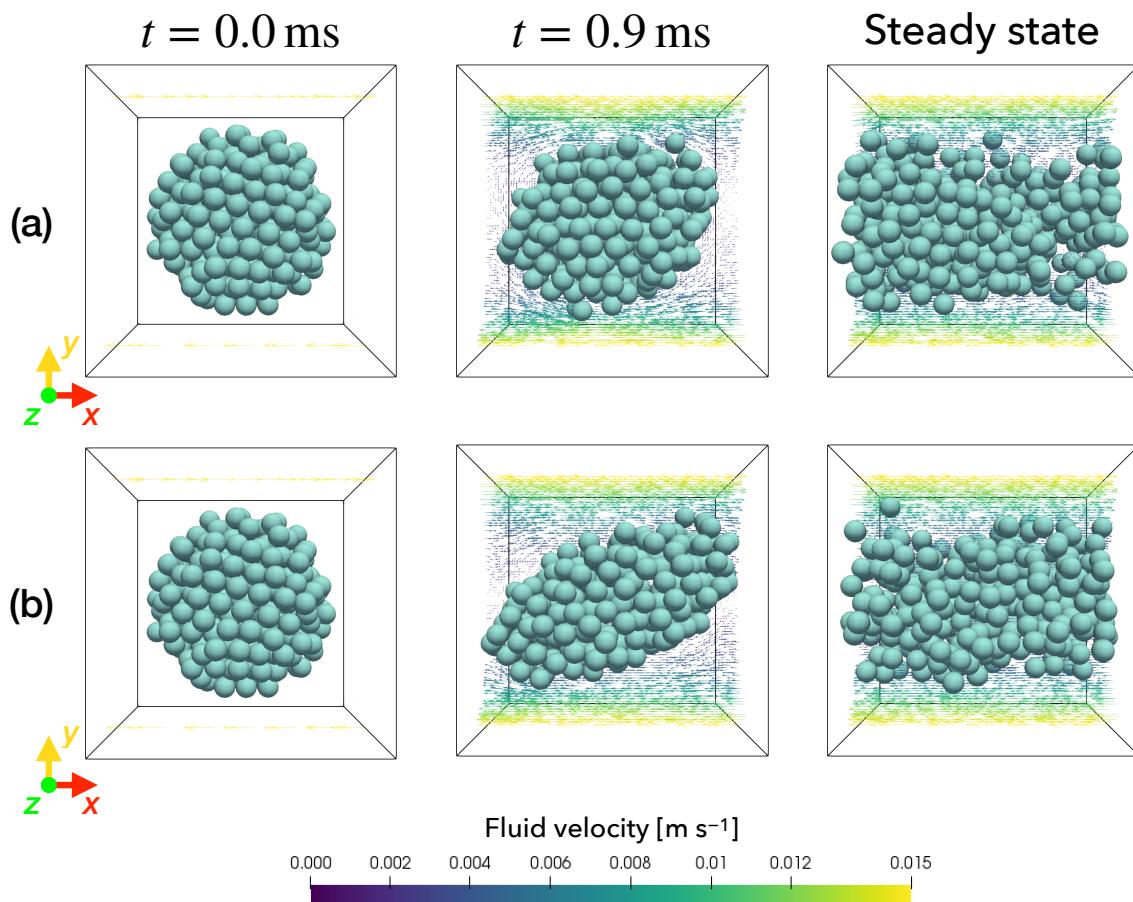 t = 0.0 ms
t = 0.9 ms
Steady state
(a)
y
z
x
(b)
y
z
x
Fluid velocity [m s⁻¹]
0.000 0.002 0.004 0.006 0.008 0.01 0.012 0.015